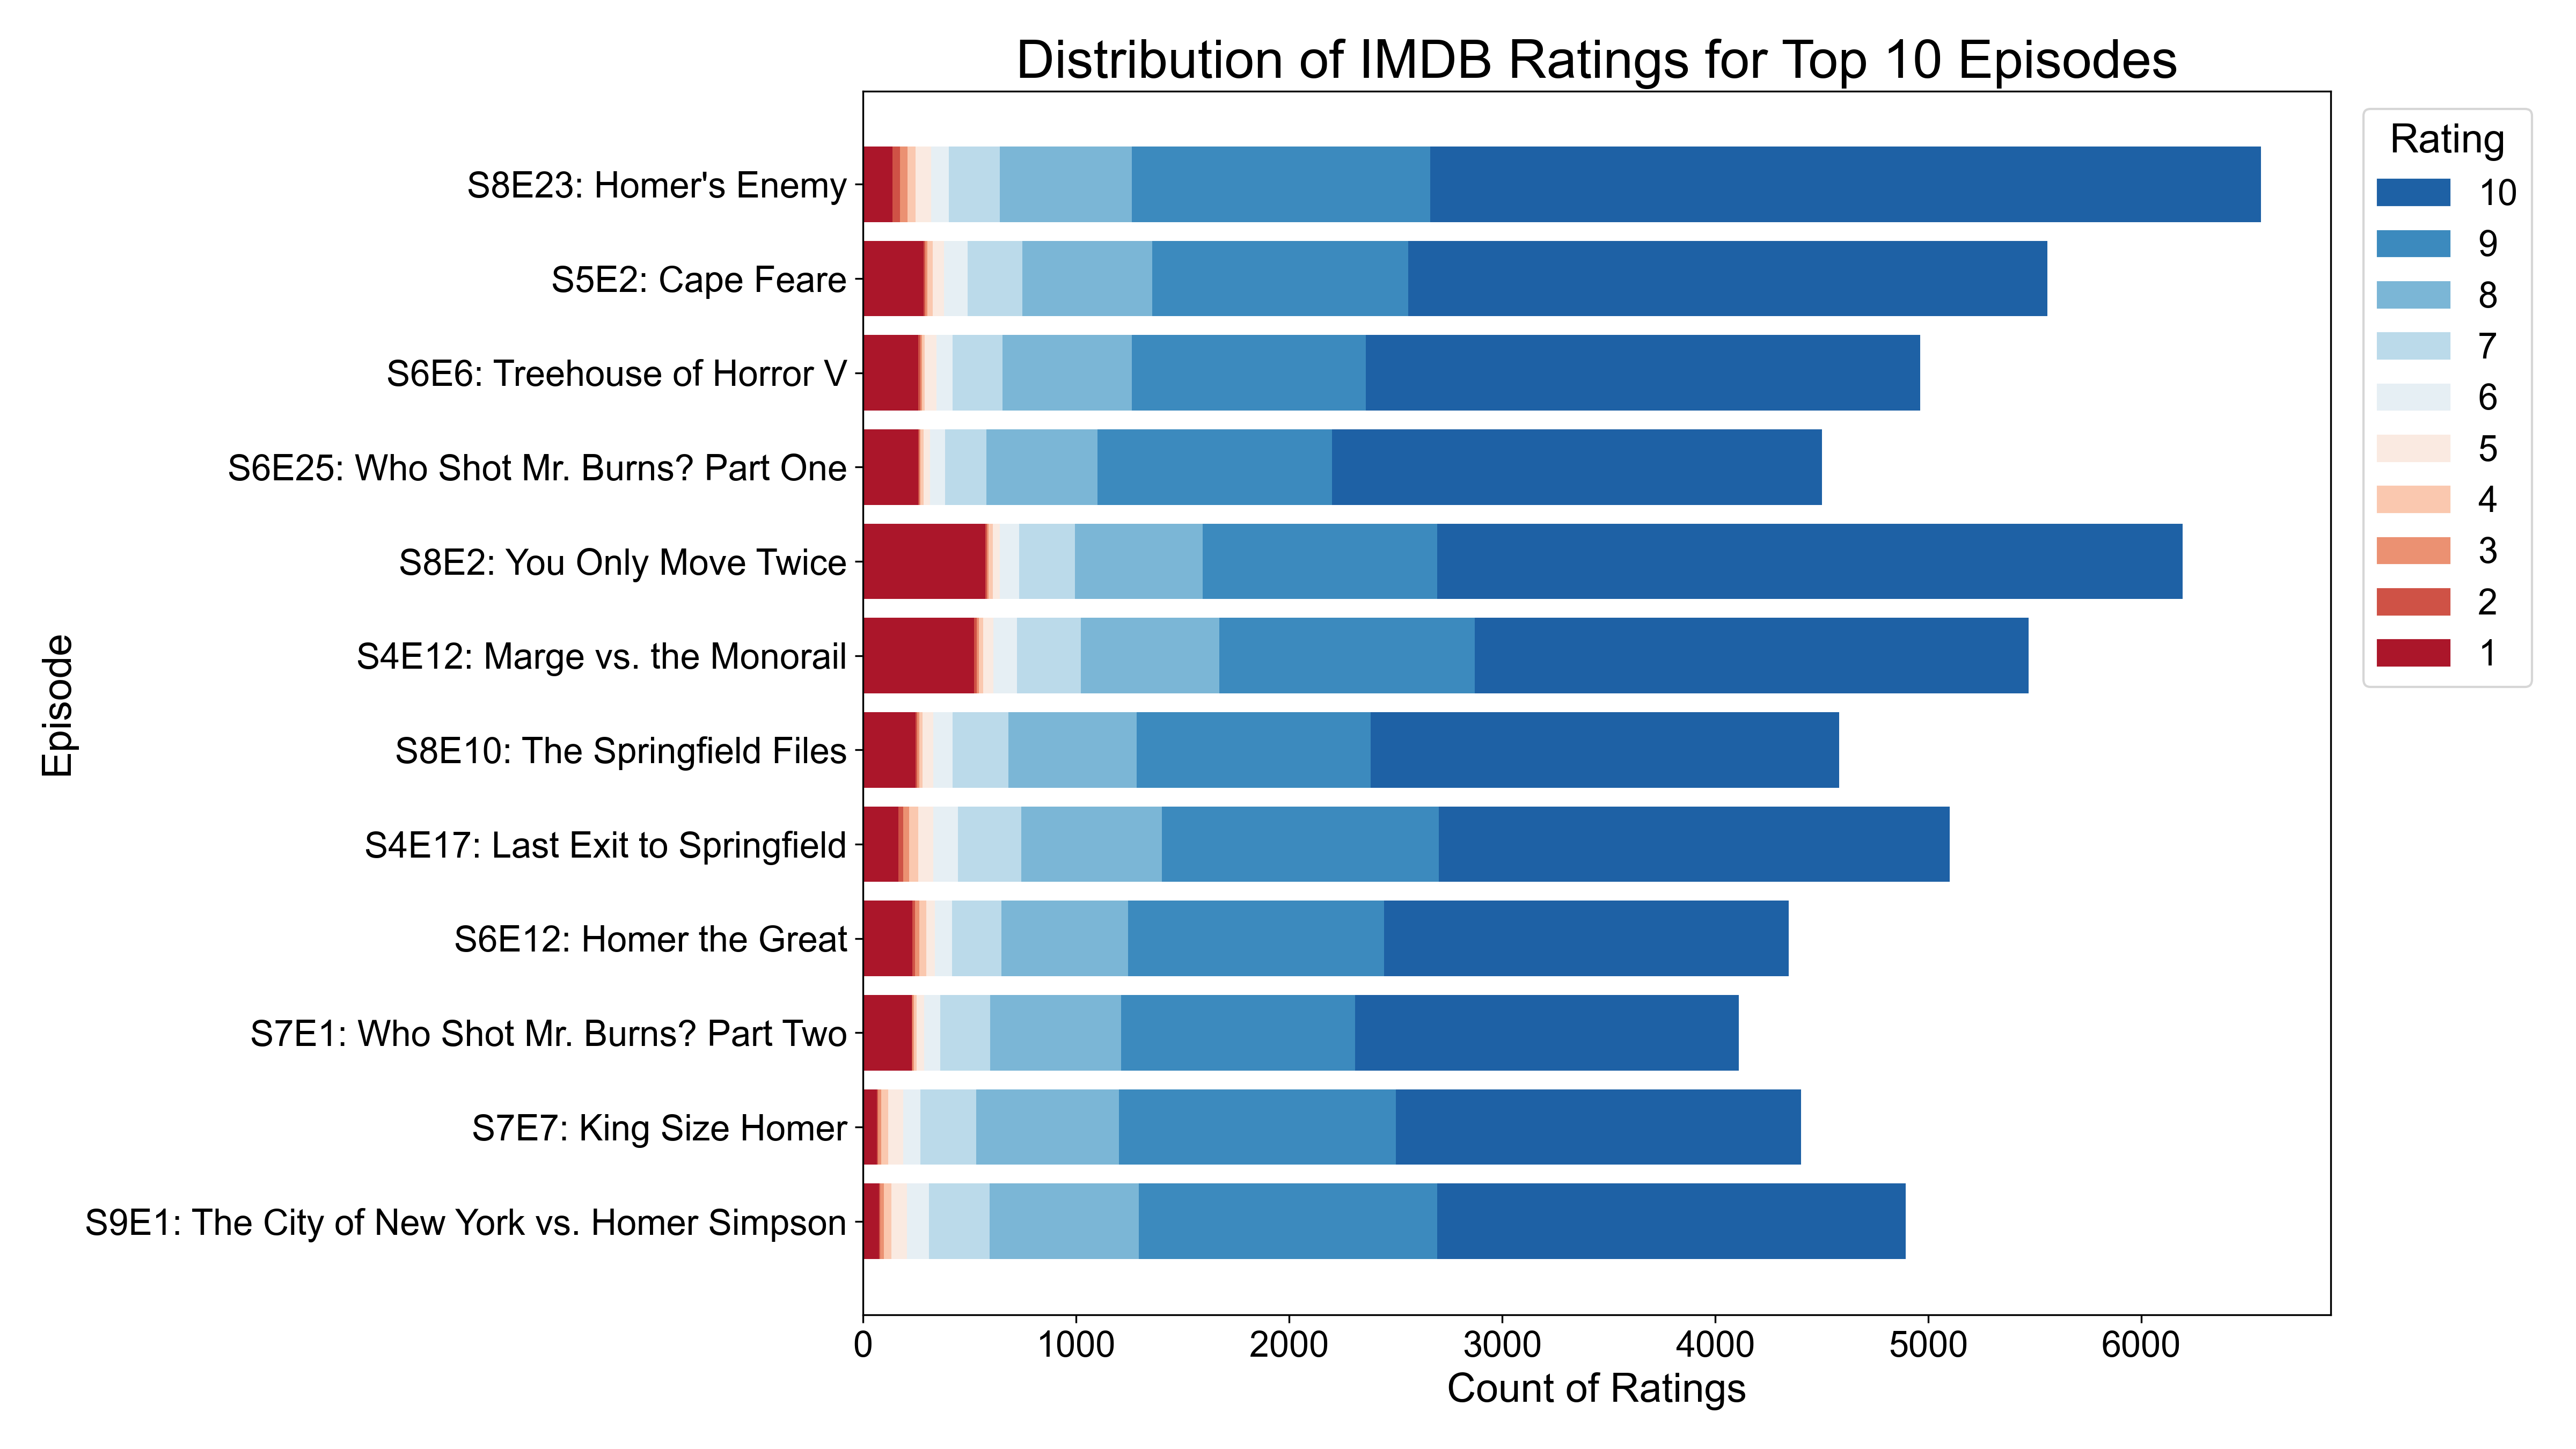 Distribution of IMDB Ratings for Top 10 Episodes
Rating
10
9
8
7
6
5
4
3
2
1
Episode
S8E23: Homer's Enemy
S5E2: Cape Feare
S6E6: Treehouse of Horror V
S6E25: Who Shot Mr. Burns? Part One
S8E2: You Only Move Twice
S4E12: Marge vs. the Monorail
S8E10: The Springfield Files
S4E17: Last Exit to Springfield
S6E12: Homer the Great
S7E1: Who Shot Mr. Burns? Part Two
S7E7: King Size Homer
S9E1: The City of New York vs. Homer Simpson
0 1000 2000 3000 4000 5000 6000
Count of Ratings